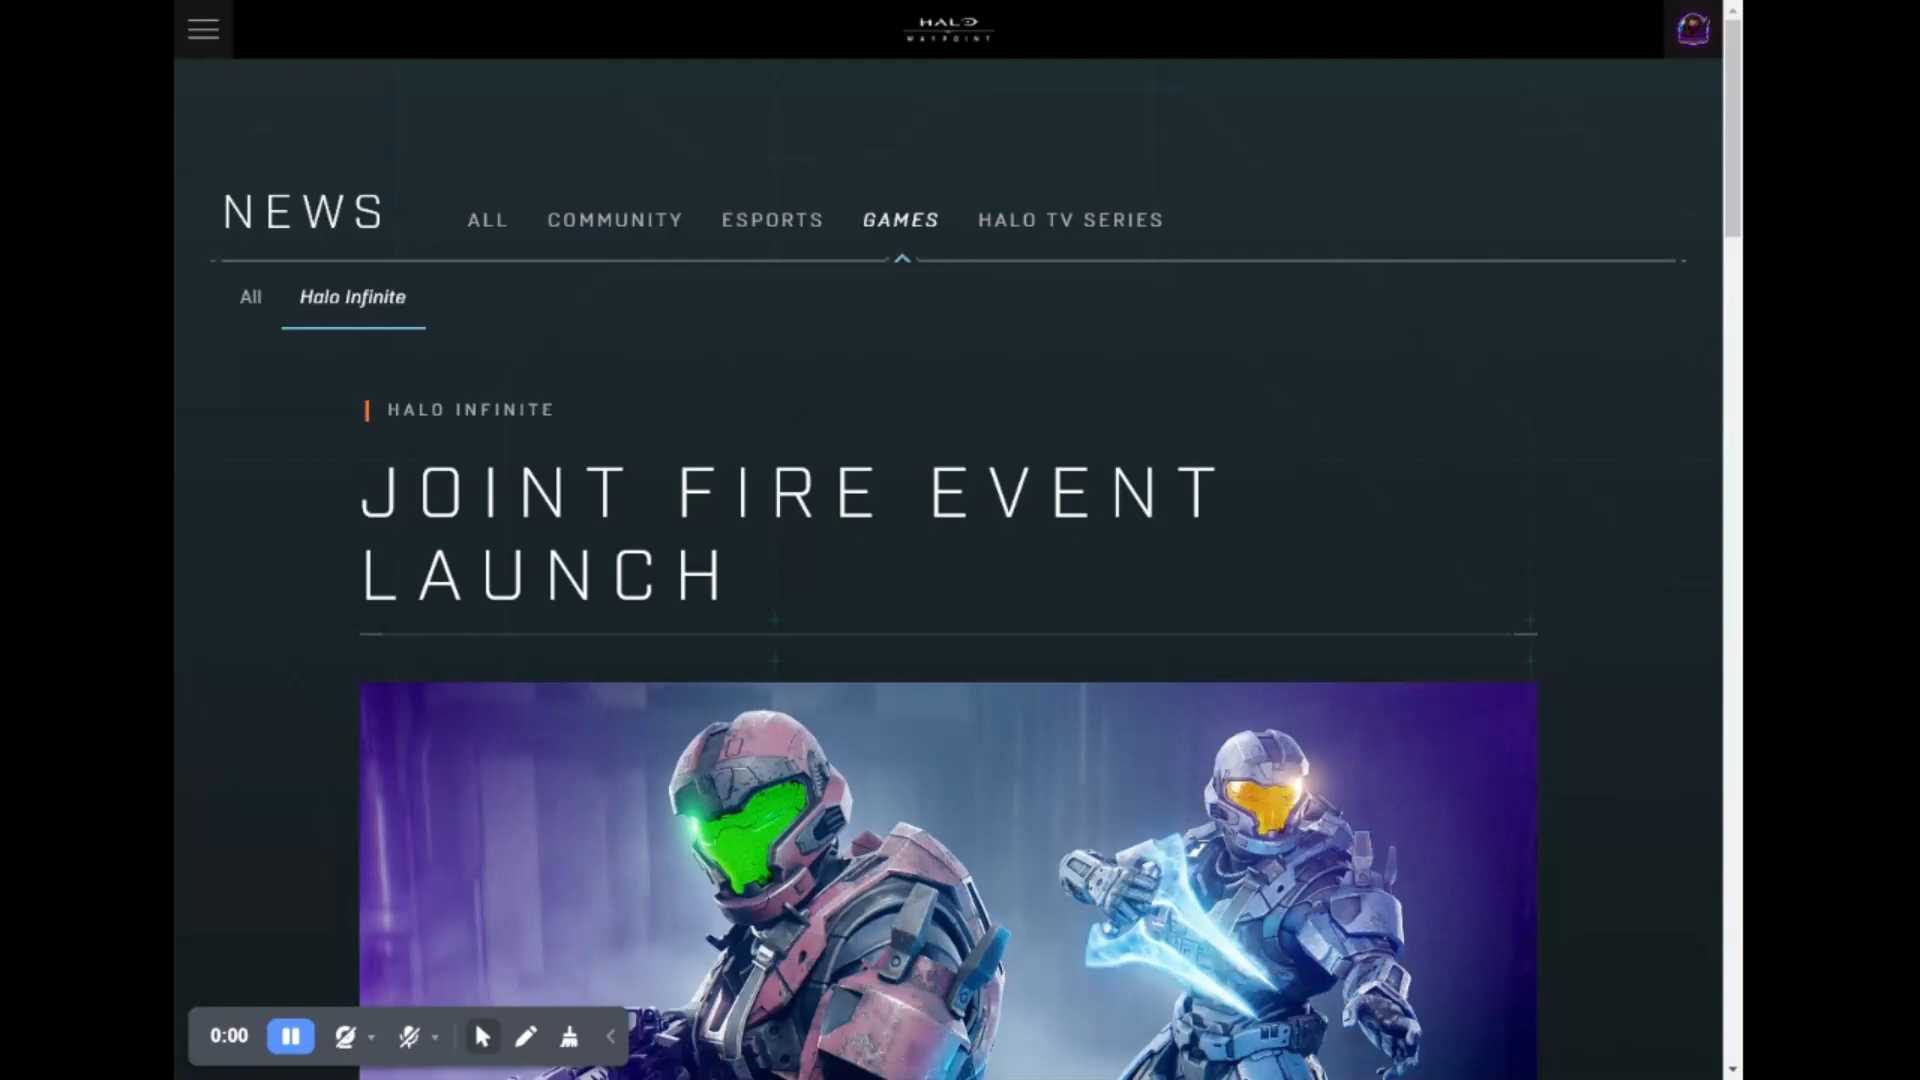 HALO
WAYPOINT
NEWS
ALL COMMUNITY ESPORTS GAMES HALO TV SERIES
All Halo Infinite
HALO INFINITE
JOINT FIRE EVENT
LAUNCH
0:00